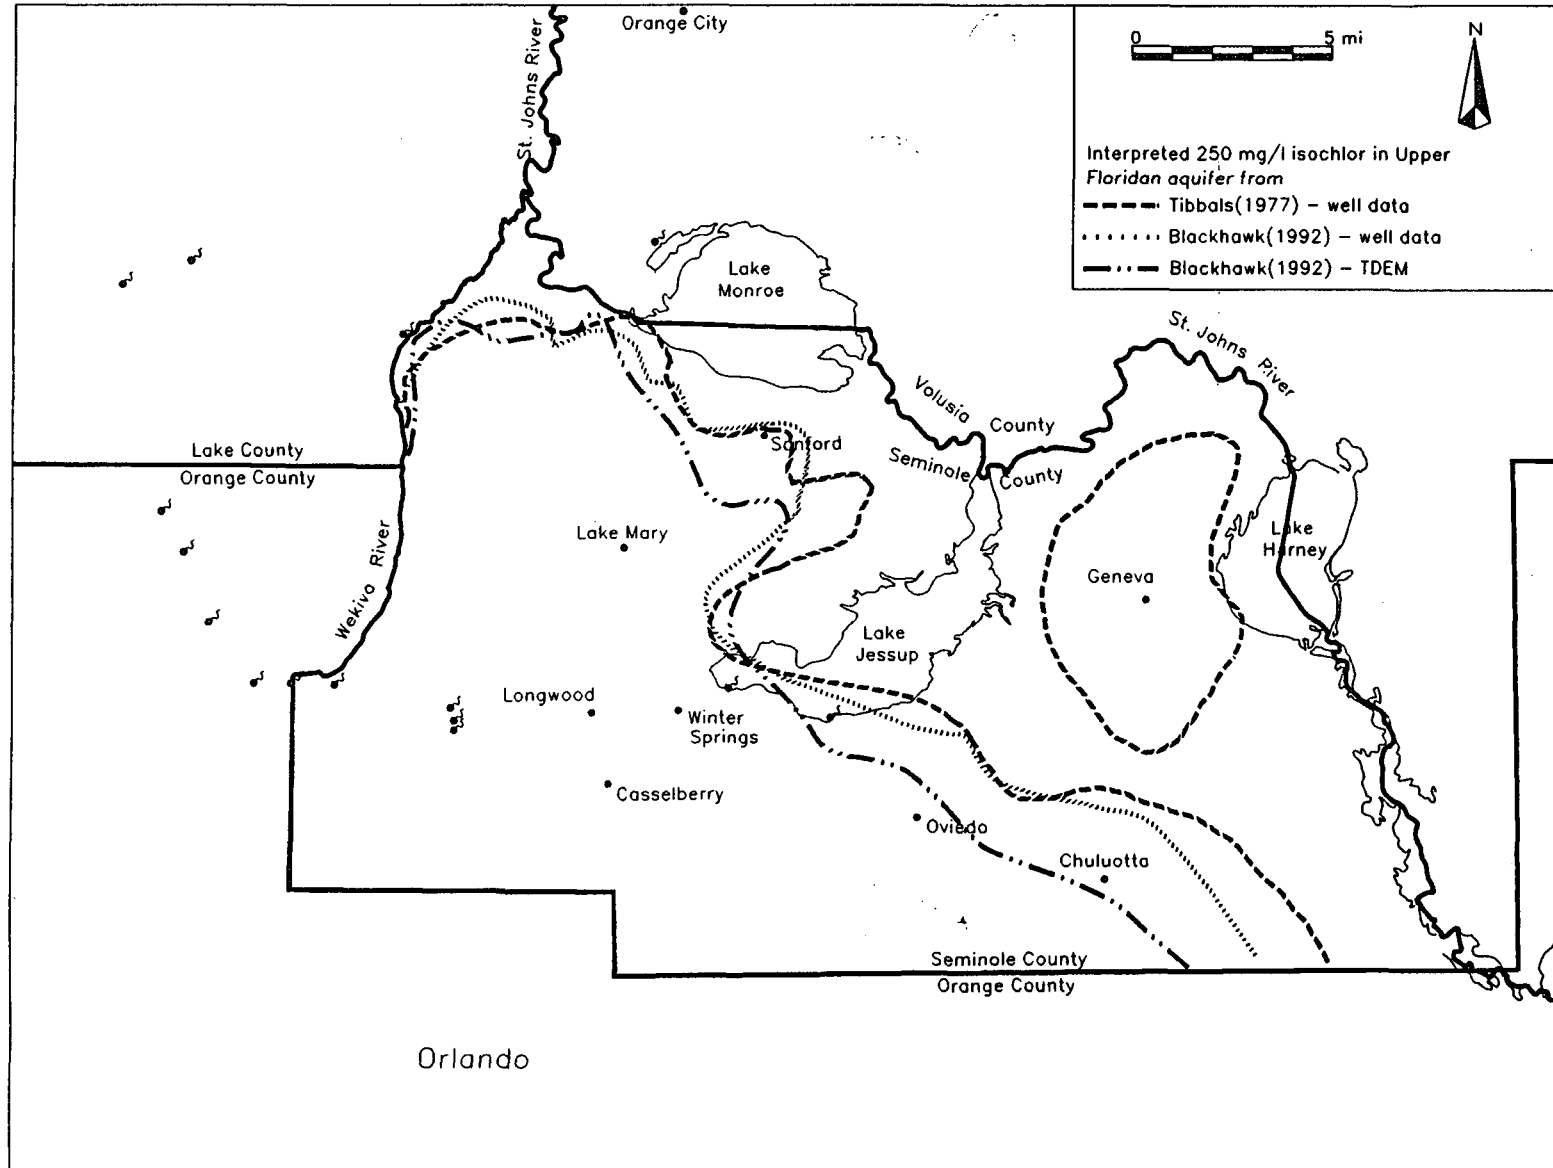 Orange City
St. Johns River
0 5 mi
N
Interpreted 250 mg/l isochlor in Upper
Floridan aquifer from
Tibbals(1977) – well data
Blackhawk(1992) – well data
Blackhawk(1992) – TDEM
Lake
Monroe
St. Johns River
Volusia County
Seminole County
Sanford
Lake County
Orange County
Lake Mary
Lake
Harney
Geneva
Wekiva River
Lake
Jessup
Longwood
Winter
Springs
Casselberry
Oviedo
Chuluotta
Seminole County
Orange County
Orlando